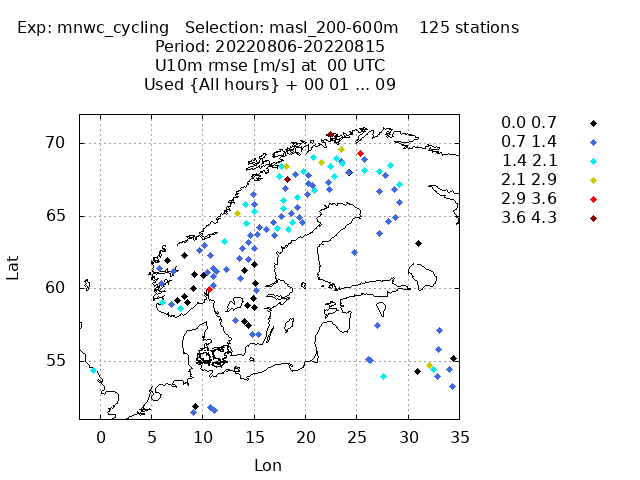 Exp: mnwc_cycling   Selection: masl_200-600m    125 stations
Period: 20220806-20220815
U10m rmse [m/s] at  00 UTC
Used {All hours} + 00 01 ... 09
0.0 0.7
0.7 1.4
1.4 2.1
2.1 2.9
2.9 3.6
3.6 4.3
70
65
60
55
Lat
0 5 10 15 20 25 30 35
Lon